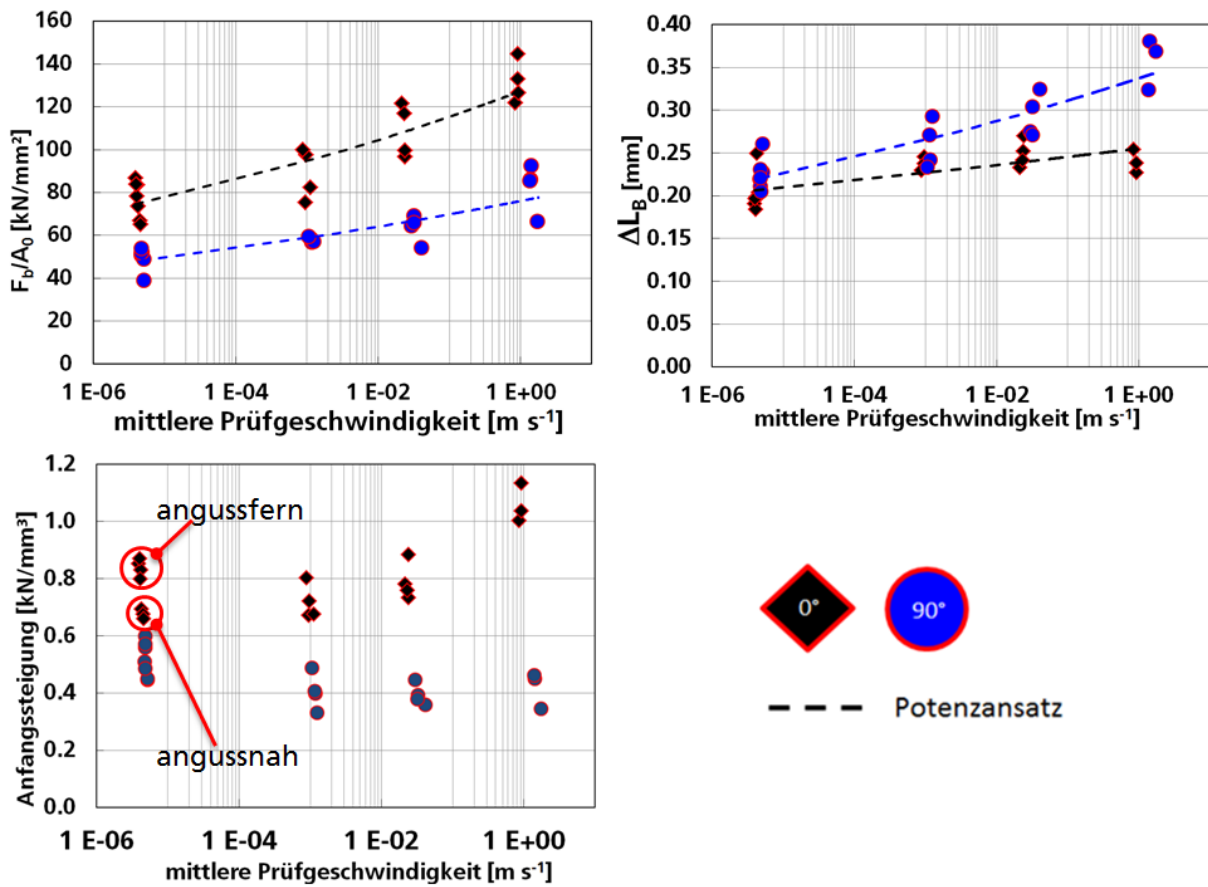 160
140
120
100
80
60
40
20
0
F_b/A_0 [kN/mm²]
1 E-06 1 E-04 1 E-02 1 E+00
mittlere Prüfgeschwindigkeit [m s⁻¹]
0.40
0.35
0.30
0.25
0.20
0.15
0.10
0.05
0.00
ΔL_B [mm]
1 E-06 1 E-04 1 E-02 1 E+00
mittlere Prüfgeschwindigkeit [m s⁻¹]
1.2
1.0
0.8
0.6
0.4
0.2
0.0
Anfangssteigung [kN/mm³]
angussfern
angussnah
1 E-06 1 E-04 1 E-02 1 E+00
mittlere Prüfgeschwindigkeit [m s⁻¹]
0° 90°
Potenzansatz